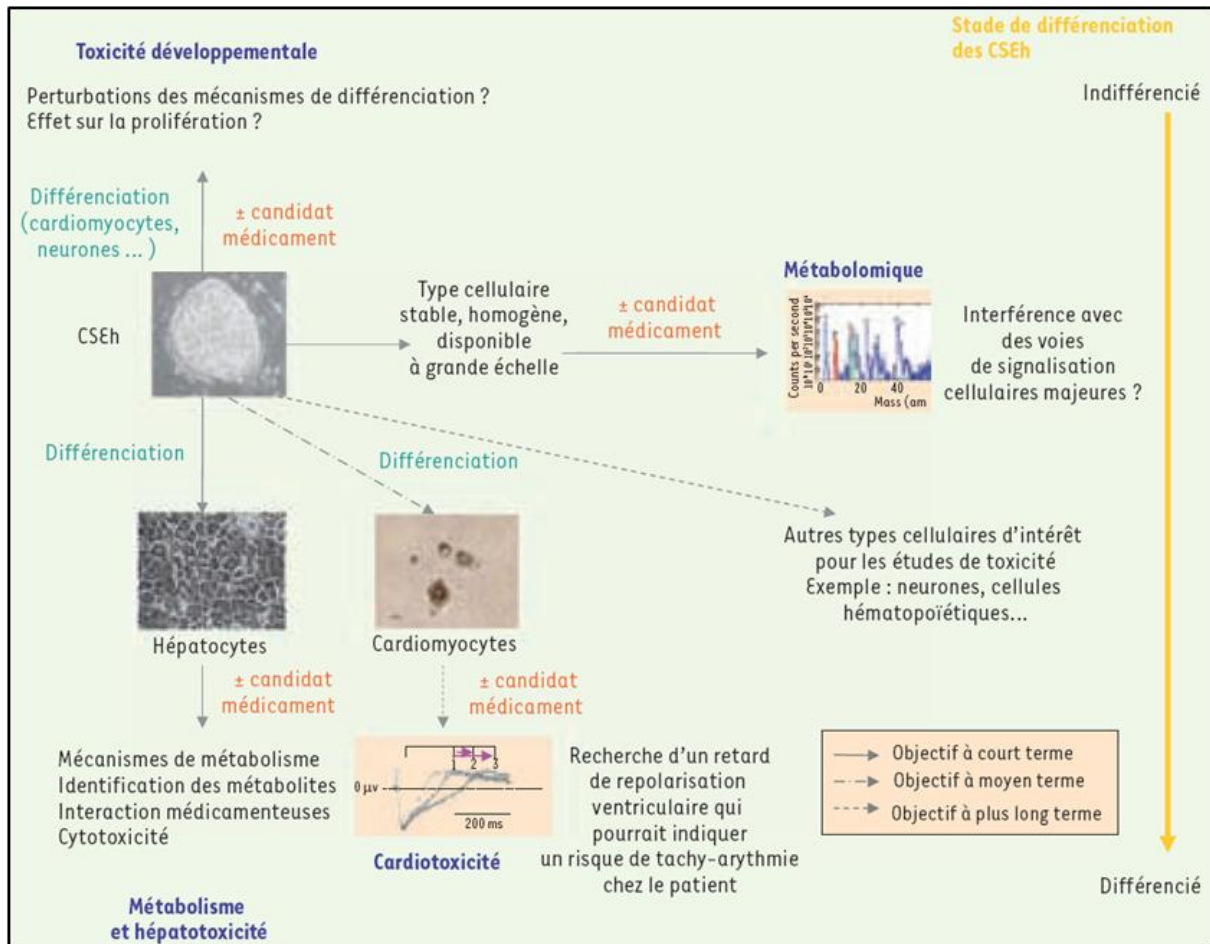 Toxicité développementale
Stade de différenciation
des CSEh
Perturbations des mécanismes de différenciation ?
Effet sur la prolifération ?
Indifférencié
Différenciation
(cardiomyocytes,
neurones ... )
± candidat
médicament
CSEh
Type cellulaire
stable, homogène,
disponible
à grande échelle
± candidat
médicament
Métabolomique
Counts per second
0 20 40
Mass (am
Interférence avec
des voies
de signalisation
cellulaires majeures ?
Différenciation
Différenciation
Hépatocytes
Cardiomyocytes
Autres types cellulaires d'intérêt
pour les études de toxicité
Exemple : neurones, cellules
hématopoïétiques...
± candidat
médicament
± candidat
médicament
Mécanismes de métabolisme
Identification des métabolites
Interaction médicamenteuses
Cytotoxicité
1 2 3
0 µv
200 ms
Cardiotoxicité
Recherche d'un retard
de repolarisation
ventriculaire qui
pourrait indiquer
un risque de tachy-arythmie
chez le patient
Objectif à court terme
Objectif à moyen terme
Objectif à plus long terme
Différencié
Métabolisme
et hépatotoxicité